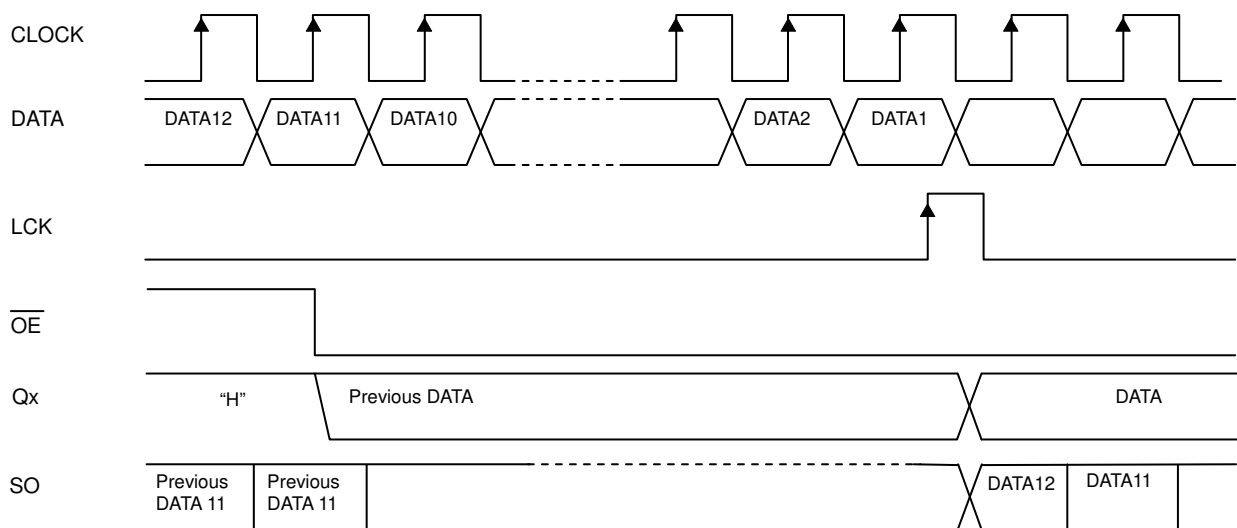 CLOCK
DATA
DATA12
DATA11
DATA10
DATA2
DATA1
LCK
OE
Qx
“H”
Previous DATA
DATA
SO
Previous
DATA 11
Previous
DATA 11
DATA12
DATA11